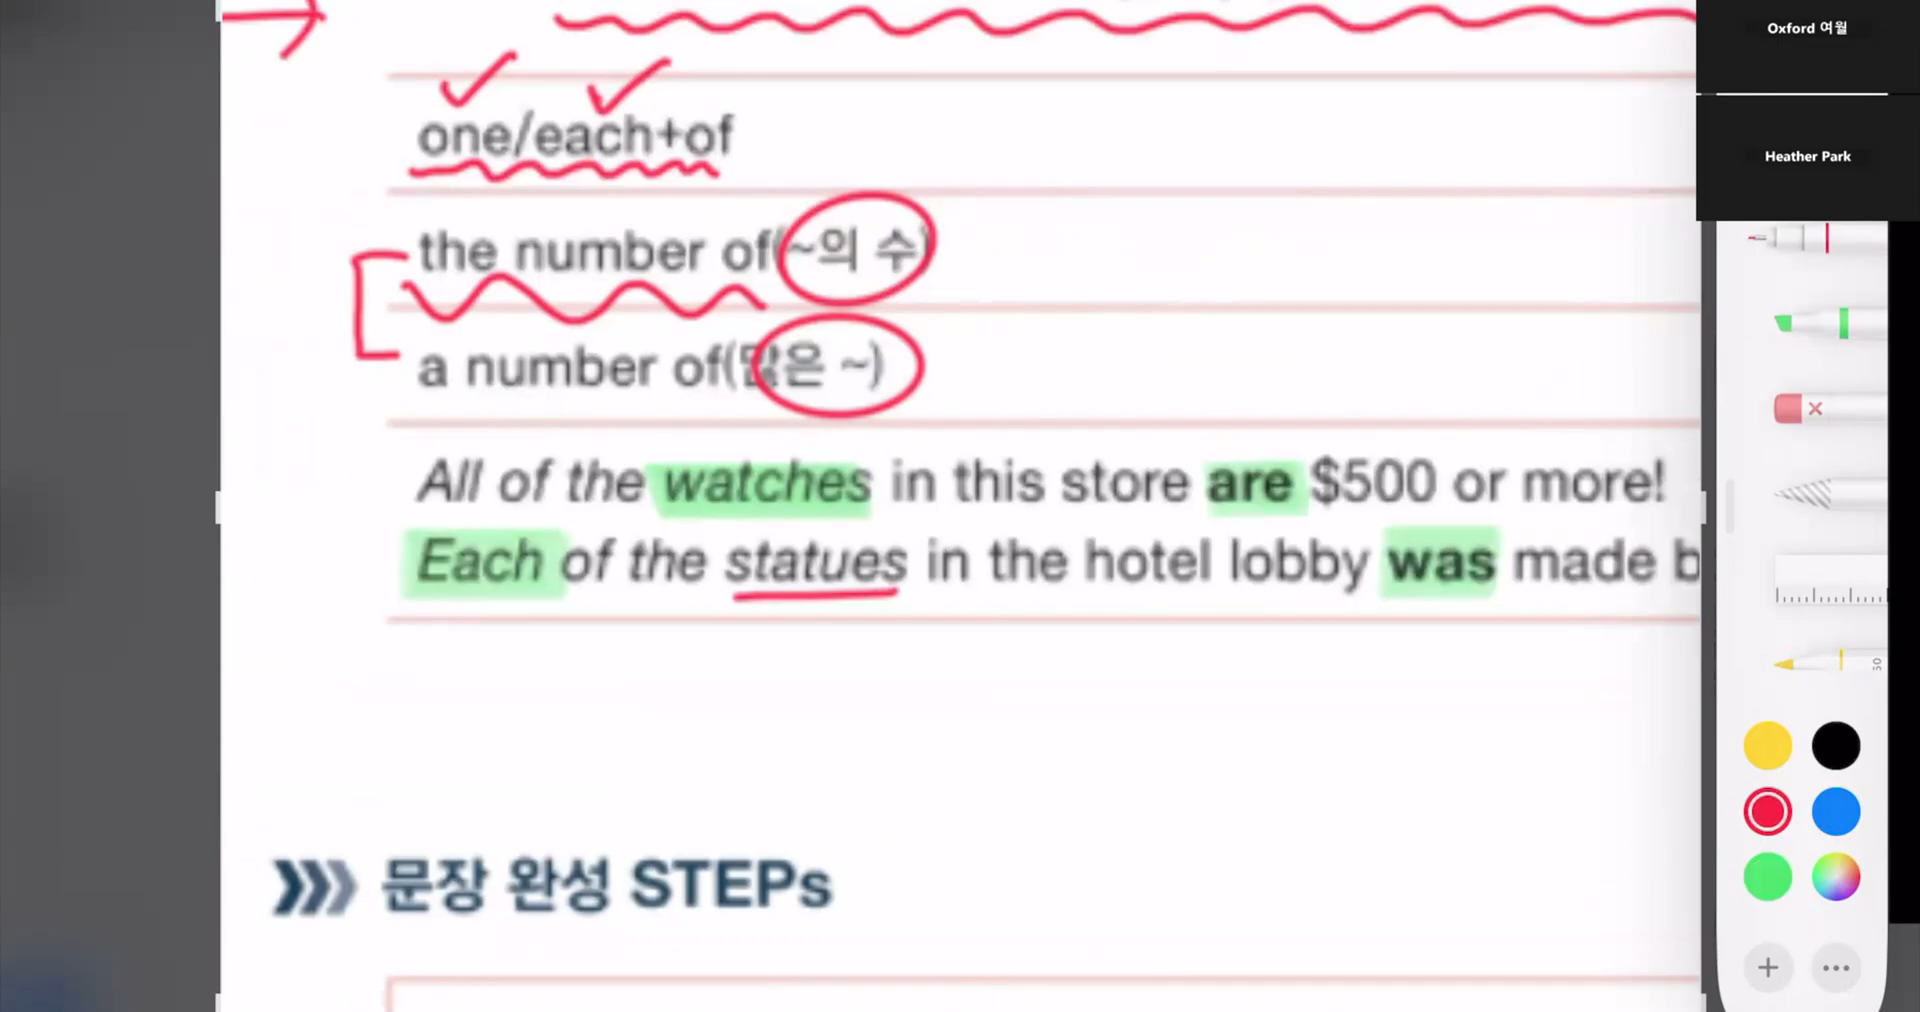 Oxford 여월
Heather Park
one/each+of
the number of(~의 수)
a number of(많은 ~)
All of the watches in this store are $500 or more!
Each of the statues in the hotel lobby was made b
문장 완성 STEPs
50